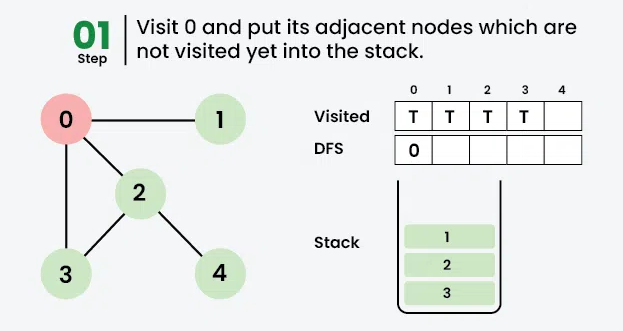 01
Step
Visit 0 and put its adjacent nodes which are
not visited yet into the stack.
0 1 2 3 4
Visited T T T T
DFS 0
0 1
2
3 4
Stack
1
2
3